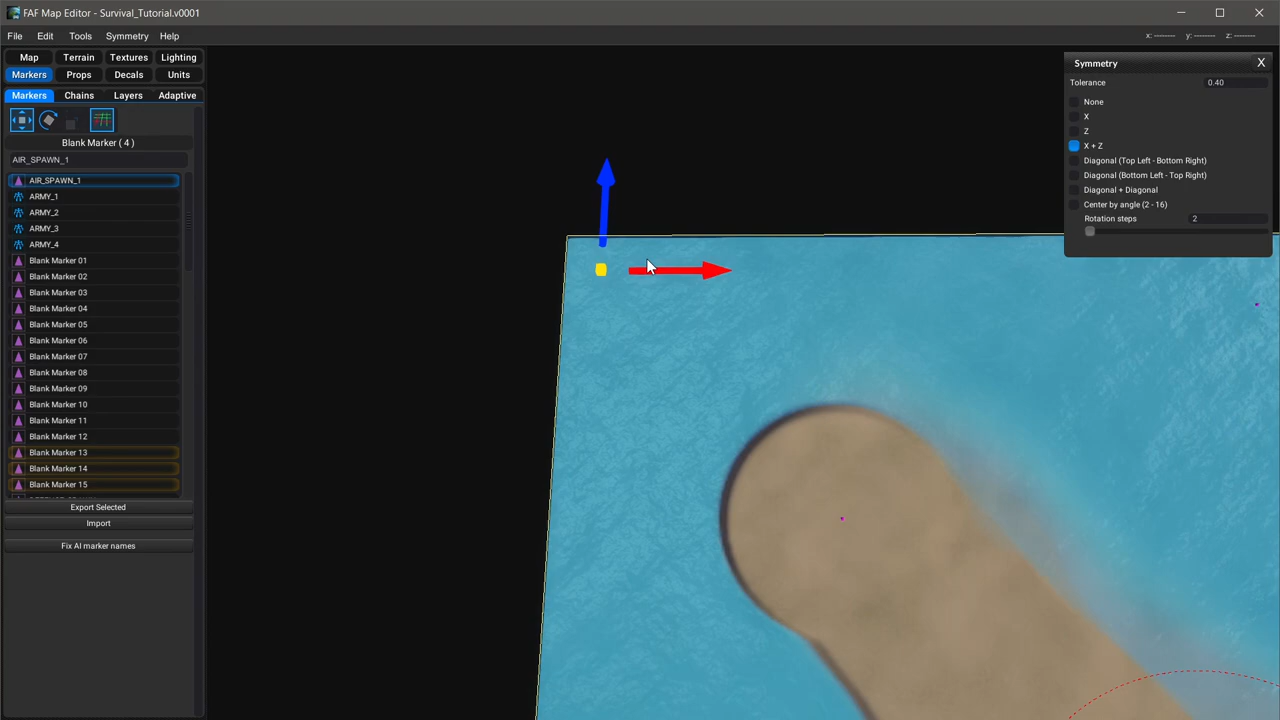 FAF Map Editor - Survival_Tutorial.v0001
File Edit Tools Symmetry Help
x: -------- y: -------- z: --------
Map Terrain Textures Lighting
Markers Props Decals Units
Markers Chains Layers Adaptive
Blank Marker ( 4 )
AIR_SPAWN_1
AIR_SPAWN_1
ARMY_1
ARMY_2
ARMY_3
ARMY_4
Blank Marker 01
Blank Marker 02
Blank Marker 03
Blank Marker 04
Blank Marker 05
Blank Marker 06
Blank Marker 07
Blank Marker 08
Blank Marker 09
Blank Marker 10
Blank Marker 11
Blank Marker 12
Blank Marker 13
Blank Marker 14
Blank Marker 15
Export Selected
Import
Fix AI marker names
Symmetry X
Tolerance 0.40
None
X
Z
X + Z
Diagonal (Top Left - Bottom Right)
Diagonal (Bottom Left - Top Right)
Diagonal + Diagonal
Center by angle (2 - 16)
Rotation steps 2